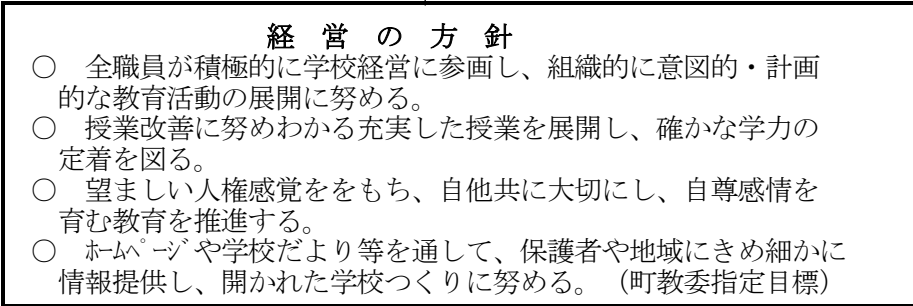 経 営 の 方 針
○ 全職員が積極的に学校経営に参画し、組織的に意図的・計画
的な教育活動の展開に努める。
○ 授業改善に努めわかる充実した授業を展開し、確かな学力の
定着を図る。
○ 望ましい人権感覚ををもち、自他共に大切にし、自尊感情を
育む教育を推進する。
○ ﾎｰﾑﾍﾟｰｼﾞや学校だより等を通して、保護者や地域にきめ細かに
情報提供し、開かれた学校つくりに努める。（町教委指定目標）